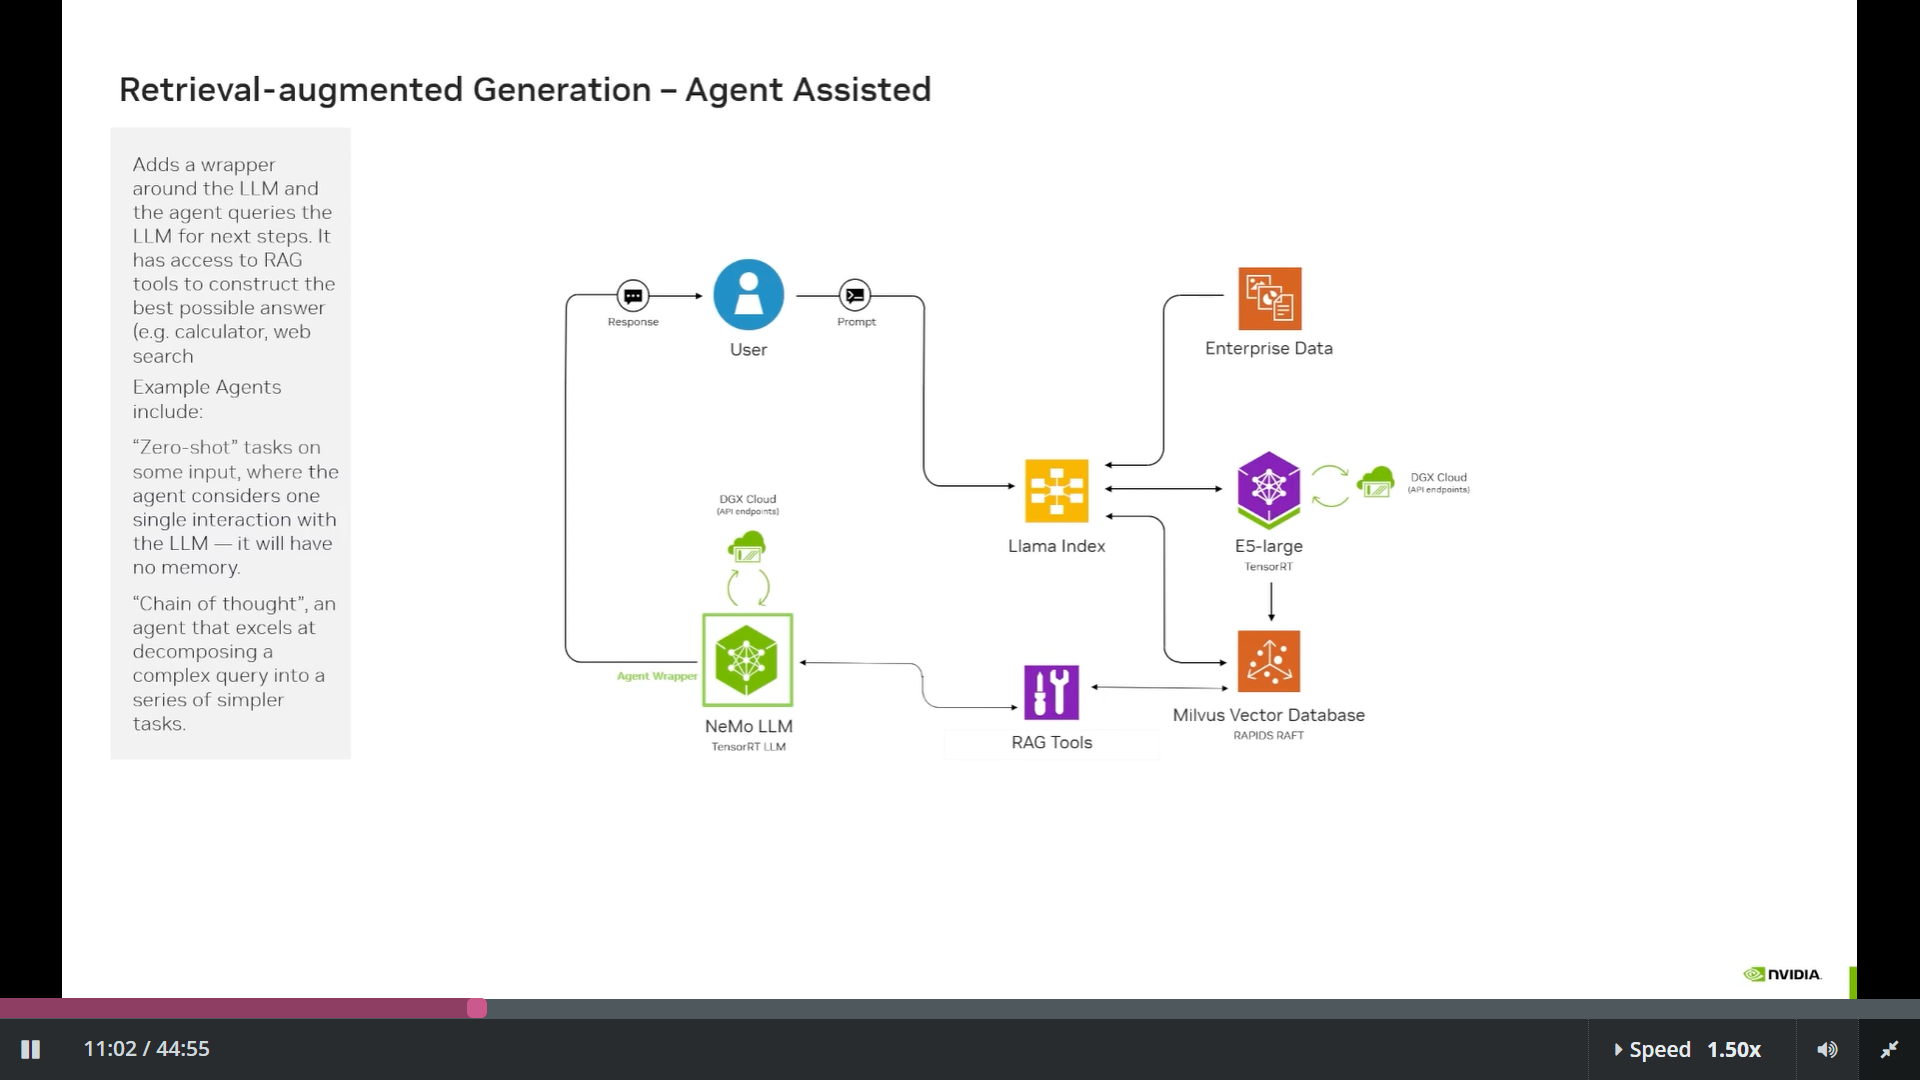 Retrieval-augmented Generation – Agent Assisted
Adds a wrapper
around the LLM and
the agent queries the
LLM for next steps. It
has access to RAG
tools to construct the
best possible answer
(e.g. calculator, web
search
Example Agents
include:
“Zero-shot” tasks on
some input, where the
agent considers one
single interaction with
the LLM — it will have
no memory.
“Chain of thought”, an
agent that excels at
decomposing a
complex query into a
series of simpler
tasks.
Response
User
Prompt
Enterprise Data
Llama Index
E5-large
TensorRT
DGX Cloud
(API endpoints)
DGX Cloud
(API endpoints)
Agent Wrapper
NeMo LLM
TensorRT LLM
RAG Tools
Milvus Vector Database
RAPIDS RAFT
NVIDIA.
11:02 / 44:55
Speed 1.50x